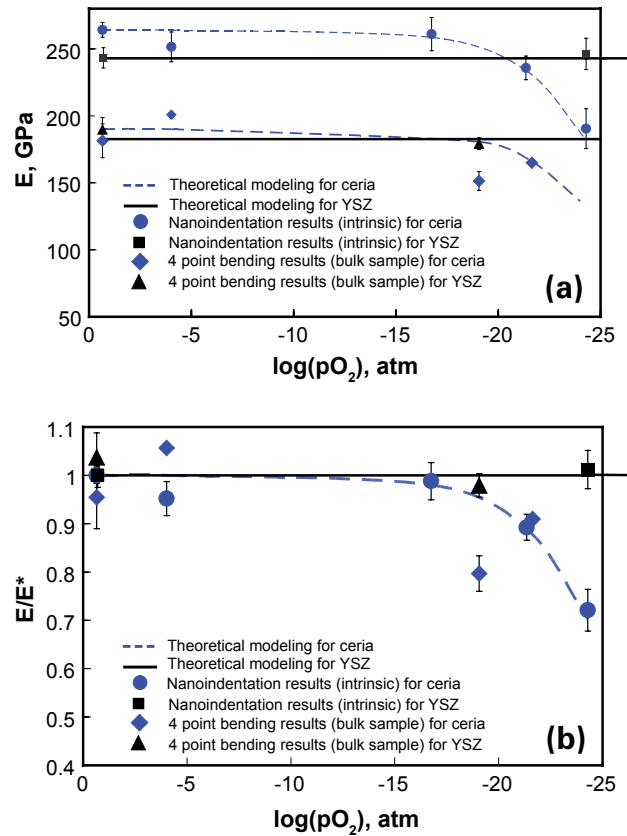 E, GPa
250
200
150
100
50
Theoretical modeling for ceria
Theoretical modeling for YSZ
Nanoindentation results (intrinsic) for ceria
Nanoindentation results (intrinsic) for YSZ
4 point bending results (bulk sample) for ceria
4 point bending results (bulk sample) for YSZ
(a)
0 -5 -10 -15 -20 -25
log(pO₂), atm
E/E*
1.1
1
0.9
0.8
0.7
0.6
0.5
0.4
Theoretical modeling for ceria
Theoretical modeling for YSZ
Nanoindentation results (intrinsic) for ceria
Nanoindentation results (intrinsic) for YSZ
4 point bending results (bulk sample) for ceria
4 point bending results (bulk sample) for YSZ
(b)
0 -5 -10 -15 -20 -25
log(pO₂), atm